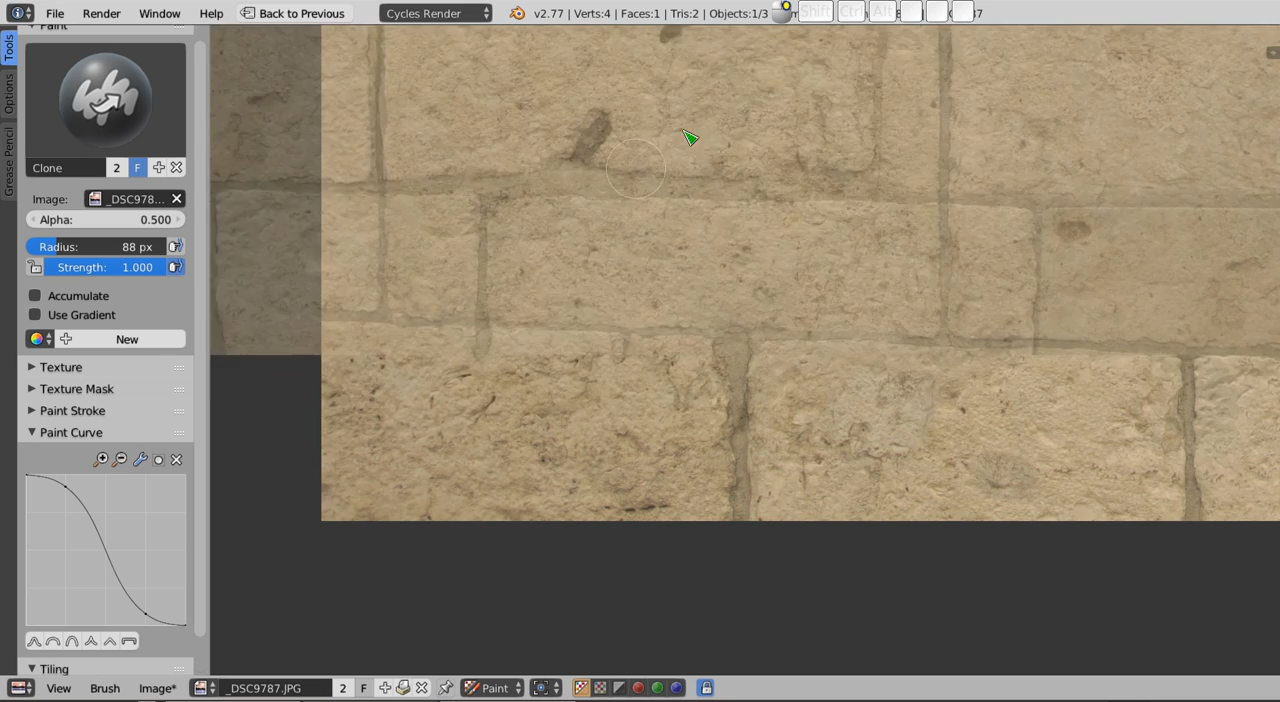 File Render Window Help Back to Previous Cycles Render v2.77 | Verts:4 | Faces:1 | Tris:2 | Objects:1/3 Shift Ctrl Alt
Tools
Options
Grease Pencil
Clone 2 F
Image: _DSC978...
Alpha: 0.500
Radius: 88 px
Strength: 1.000
Accumulate
Use Gradient
New
Texture
Texture Mask
Paint Stroke
Paint Curve
Tiling
View Brush Image* _DSC9787.JPG 2 F Paint